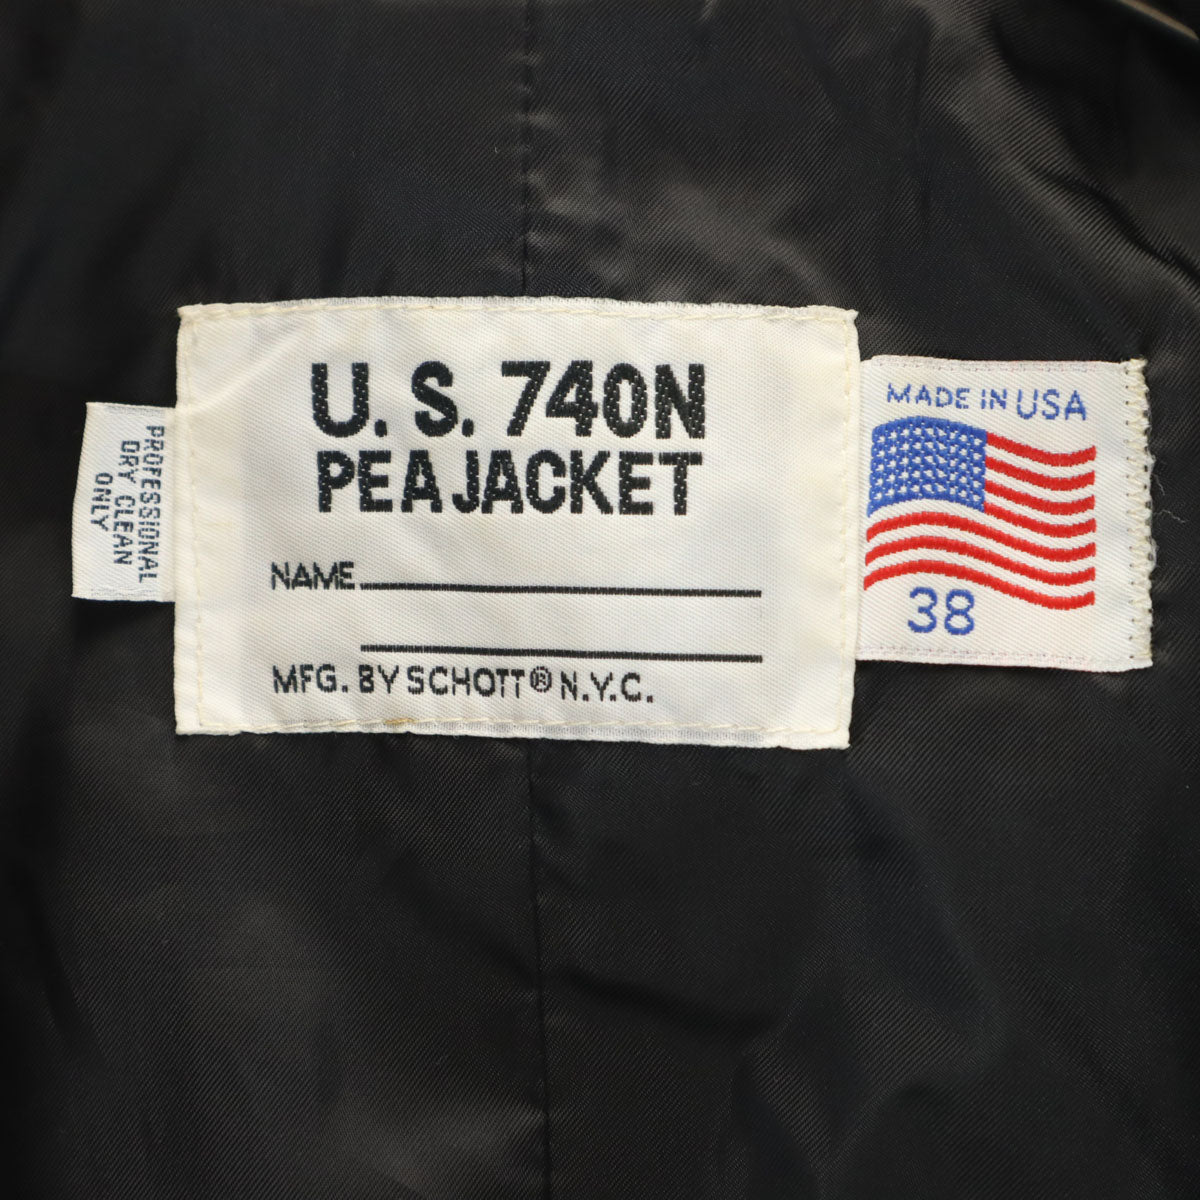 U. S. 740N
PEA JACKET
NAME
MFG. BY SCHOTT® N.Y.C.
MADE IN USA
38
PROFESSIONAL
DRY CLEAN
ONLY